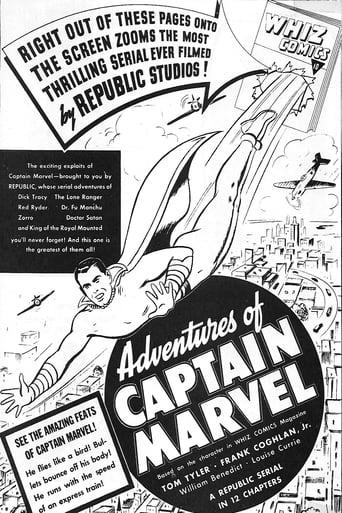 RIGHT OUT OF THESE PAGES ONTO
THE SCREEN ZOOMS THE MOST
THRILLING SERIAL EVER FILMED
by REPUBLIC STUDIOS!
WHIZ
COMICS
The exciting exploits of
Captain Marvel—brought to you by
REPUBLIC, whose serial adventures of
Dick Tracy The Lone Ranger
Red Ryder Dr. Fu Manchu
Zorro Doctor Satan
and King of the Royal Mounted
you'll never forget! And this one is
the greatest of them all!
Adventures of
CAPTAIN
MARVEL
Based on the character in WHIZ COMICS Magazine
TOM TYLER · FRANK COGHLAN, Jr.
William Benedict · Louise Currie
A REPUBLIC SERIAL
IN 12 CHAPTERS
SEE THE AMAZING FEATS
OF CAPTAIN MARVEL!
He flies like a bird! Bul-
lets bounce off his body!
He runs with the speed
of an express train!